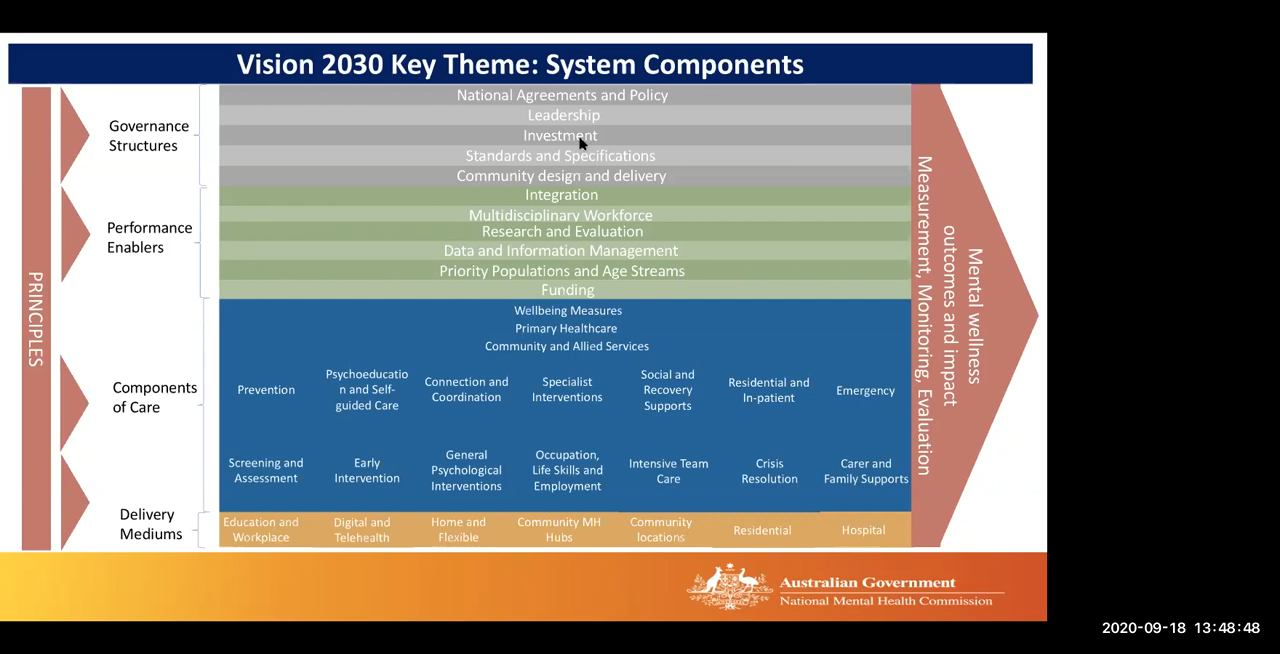 Vision 2030 Key Theme: System Components
PRINCIPLES
Governance
Structures
National Agreements and Policy
Leadership
Investment
Standards and Specifications
Community design and delivery
Performance
Enablers
Integration
Multidisciplinary Workforce
Research and Evaluation
Data and Information Management
Priority Populations and Age Streams
Funding
Components
of Care
Wellbeing Measures
Primary Healthcare
Community and Allied Services
Prevention
Psychoeducatio
n and Self-
guided Care
Connection and
Coordination
Specialist
Interventions
Social and
Recovery
Supports
Residential and
In-patient
Emergency
Screening and
Assessment
Early
Intervention
General
Psychological
Interventions
Occupation,
Life Skills and
Employment
Intensive Team
Care
Crisis
Resolution
Carer and
Family Supports
Delivery
Mediums
Education and
Workplace
Digital and
Telehealth
Home and
Flexible
Community MH
Hubs
Community
locations
Residential
Hospital
Measurement, Monitoring, Evaluation
Mental wellness
outcomes and impact
Australian Government
National Mental Health Commission
2020-09-18 13:48:48